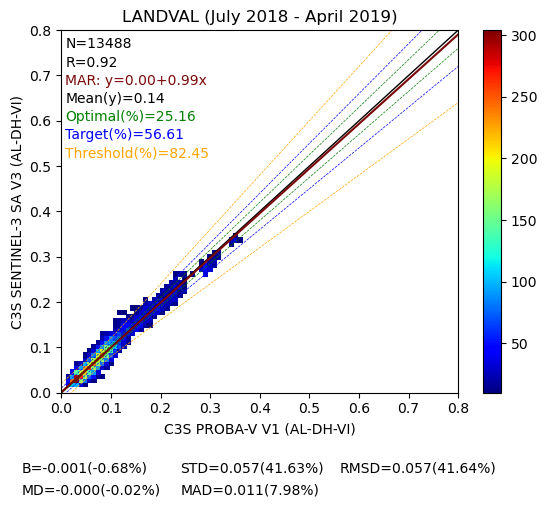 LANDVAL (July 2018 - April 2019)
N=13488
R=0.92
MAR: y=0.00+0.99x
Mean(y)=0.14
Optimal(%)=25.16
Target(%)=56.61
Threshold(%)=82.45
C3S SENTINEL-3 SA V3 (AL-DH-VI)
0.8
0.7
0.6
0.5
0.4
0.3
0.2
0.1
0.0
0.0 0.1 0.2 0.3 0.4 0.5 0.6 0.7 0.8
C3S PROBA-V V1 (AL-DH-VI)
300
250
200
150
100
50
B=-0.001(-0.68%) STD=0.057(41.63%) RMSD=0.057(41.64%)
MD=-0.000(-0.02%) MAD=0.011(7.98%)